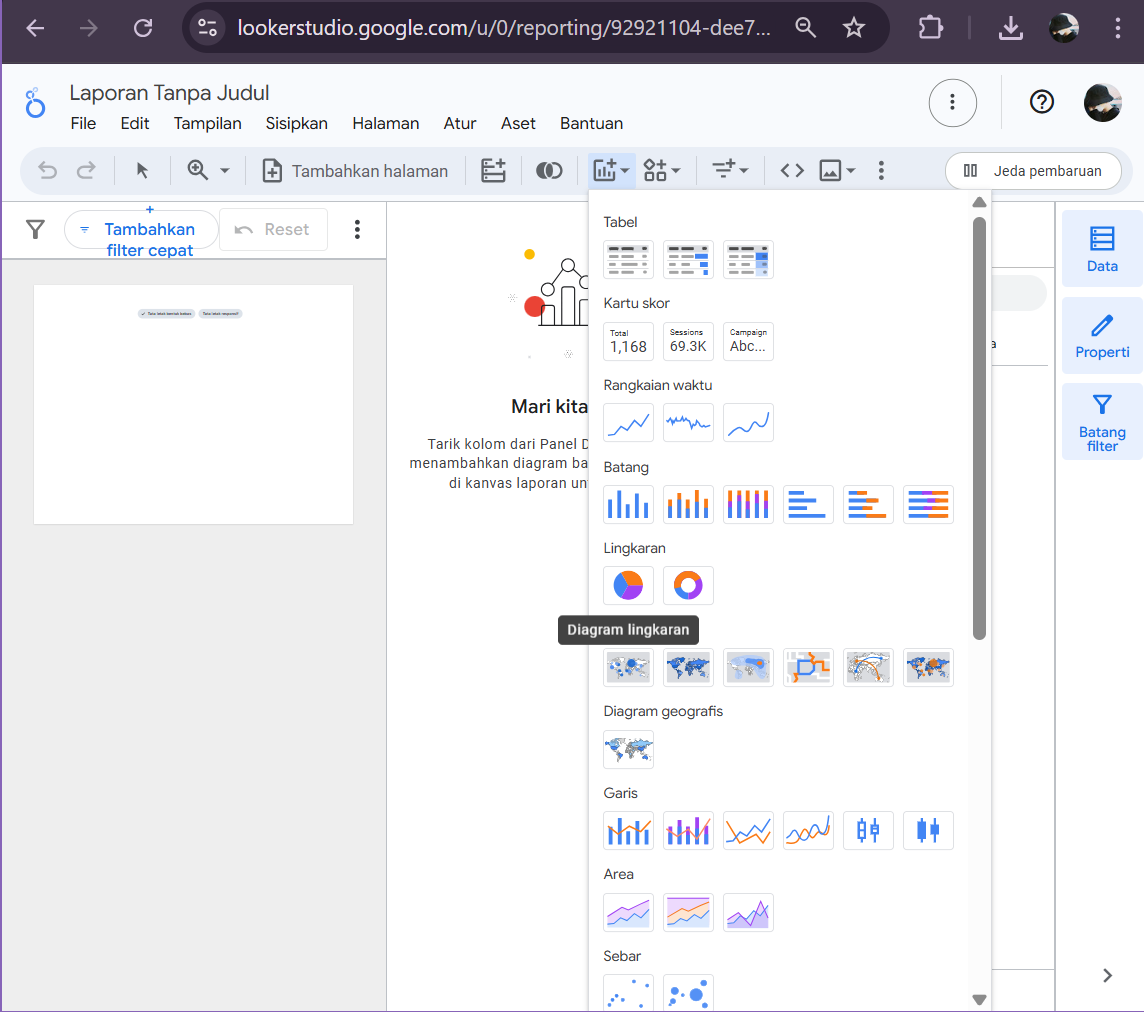 lookerstudio.google.com/u/0/reporting/92921104-dee7...
Laporan Tanpa Judul
File Edit Tampilan Sisipkan Halaman Atur Aset Bantuan
Tambahkan halaman
Jeda pembaruan
+ Tambahkan filter cepat
Reset
Mari kita
Tarik kolom dari Panel D
menambahkan diagram ba
di kanvas laporan un
Tabel
Kartu skor
Total
1,168
Sessions
69.3K
Campaign
Abc...
Rangkaian waktu
Batang
Lingkaran
Diagram lingkaran
Diagram geografis
Garis
Area
Sebar
a
Data
Properti
Batang
filter